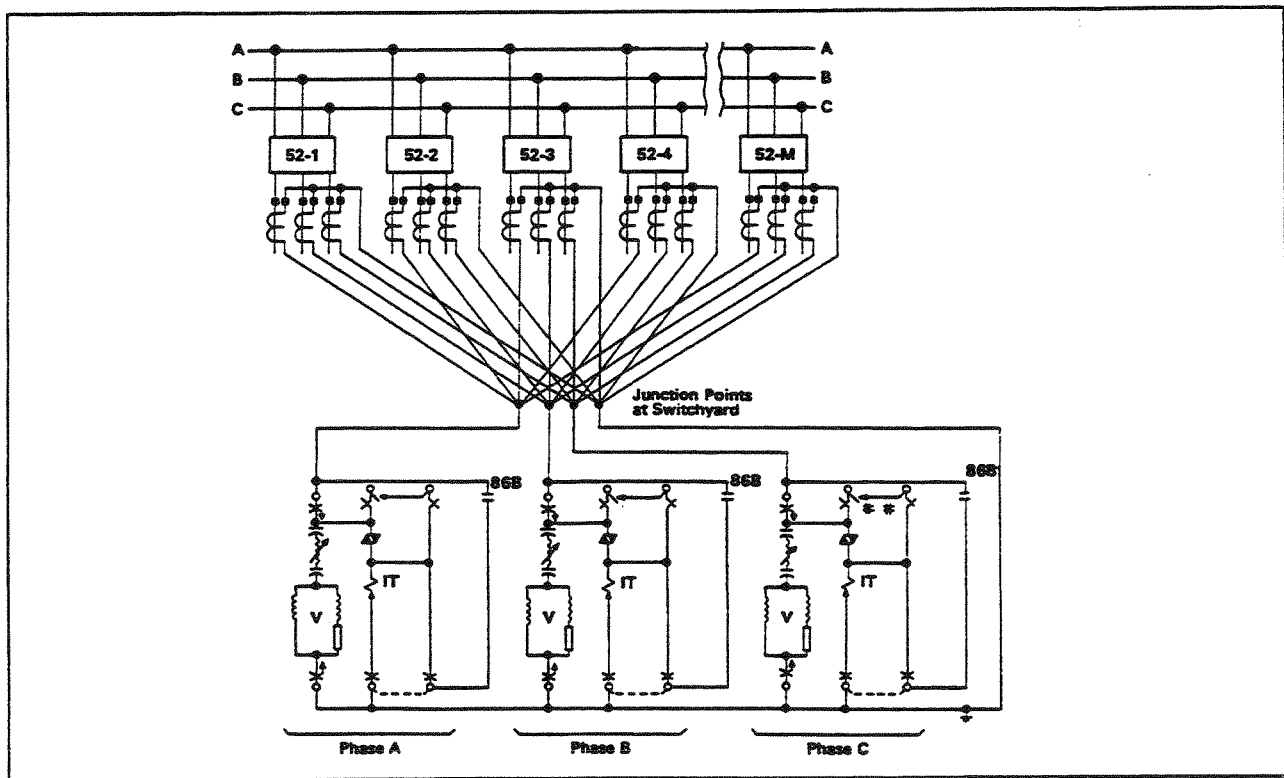 A A
B B
C C
52-1 52-2 52-3 52-4 52-M
Junction Points
at Switchyard
86B 86B 86B
* *
IT IT IT
V V V
Phase A Phase B Phase C